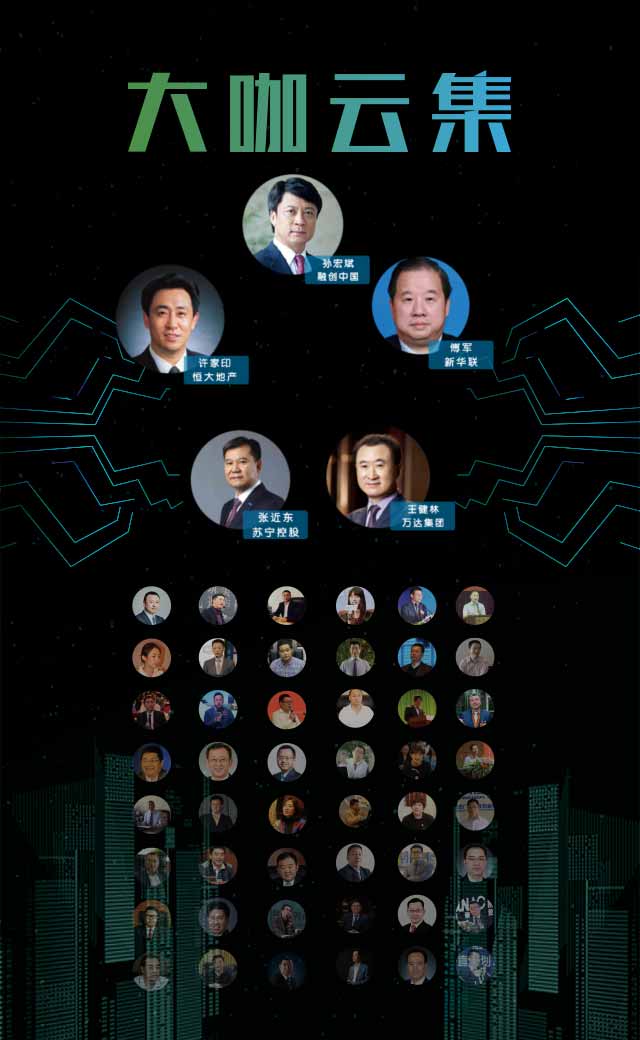 大咖云集
孙宏斌
融创中国
傅军
新华联
许家印
恒大地产
张近东
苏宁控股
王健林
万达集团